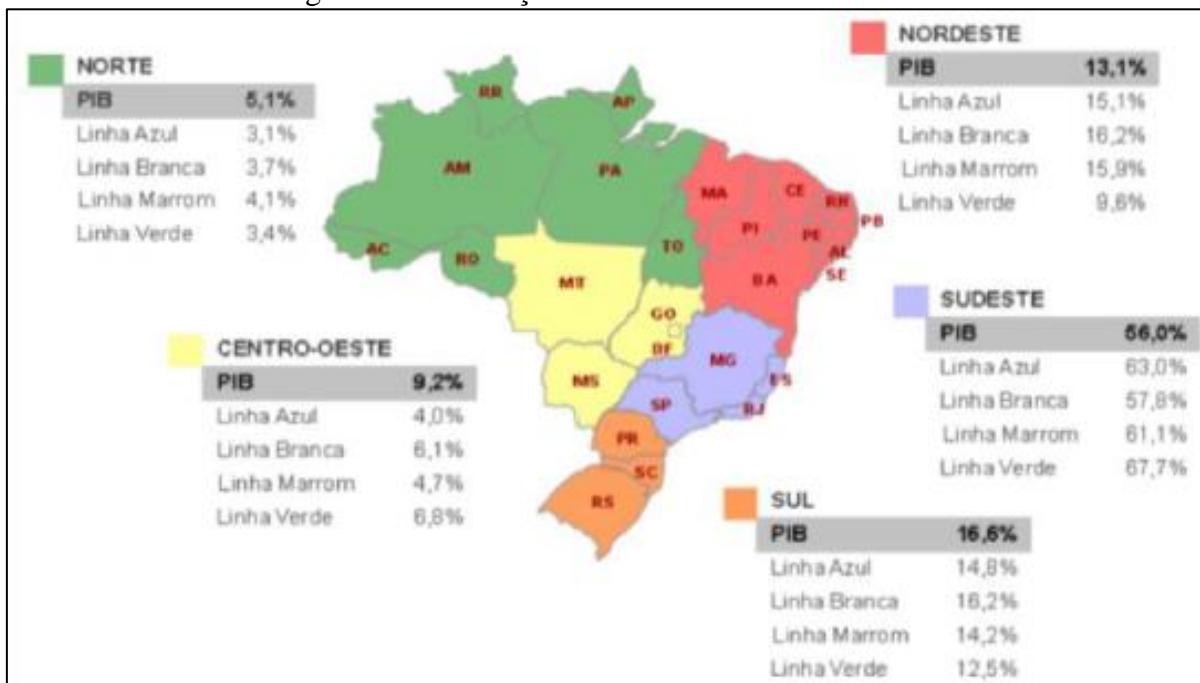 NORTE
PIB 5,1%
Linha Azul 3,1%
Linha Branca 3,7%
Linha Marrom 4,1%
Linha Verde 3,4%
NORDESTE
PIB 13,1%
Linha Azul 15,1%
Linha Branca 16,2%
Linha Marrom 15,9%
Linha Verde 9,6%
RR
AP
AM
PA
MA
CE
RN
PB
PI
PE
AL
SE
AC
RO
TO
BA
MT
GO
DF
MG
ES
MS
SP
RJ
PR
SC
RS
CENTRO-OESTE
PIB 9,2%
Linha Azul 4,0%
Linha Branca 6,1%
Linha Marrom 4,7%
Linha Verde 6,8%
SUDESTE
PIB 56,0%
Linha Azul 63,0%
Linha Branca 57,8%
Linha Marrom 61,1%
Linha Verde 67,7%
SUL
PIB 16,6%
Linha Azul 14,8%
Linha Branca 16,2%
Linha Marrom 14,2%
Linha Verde 12,5%